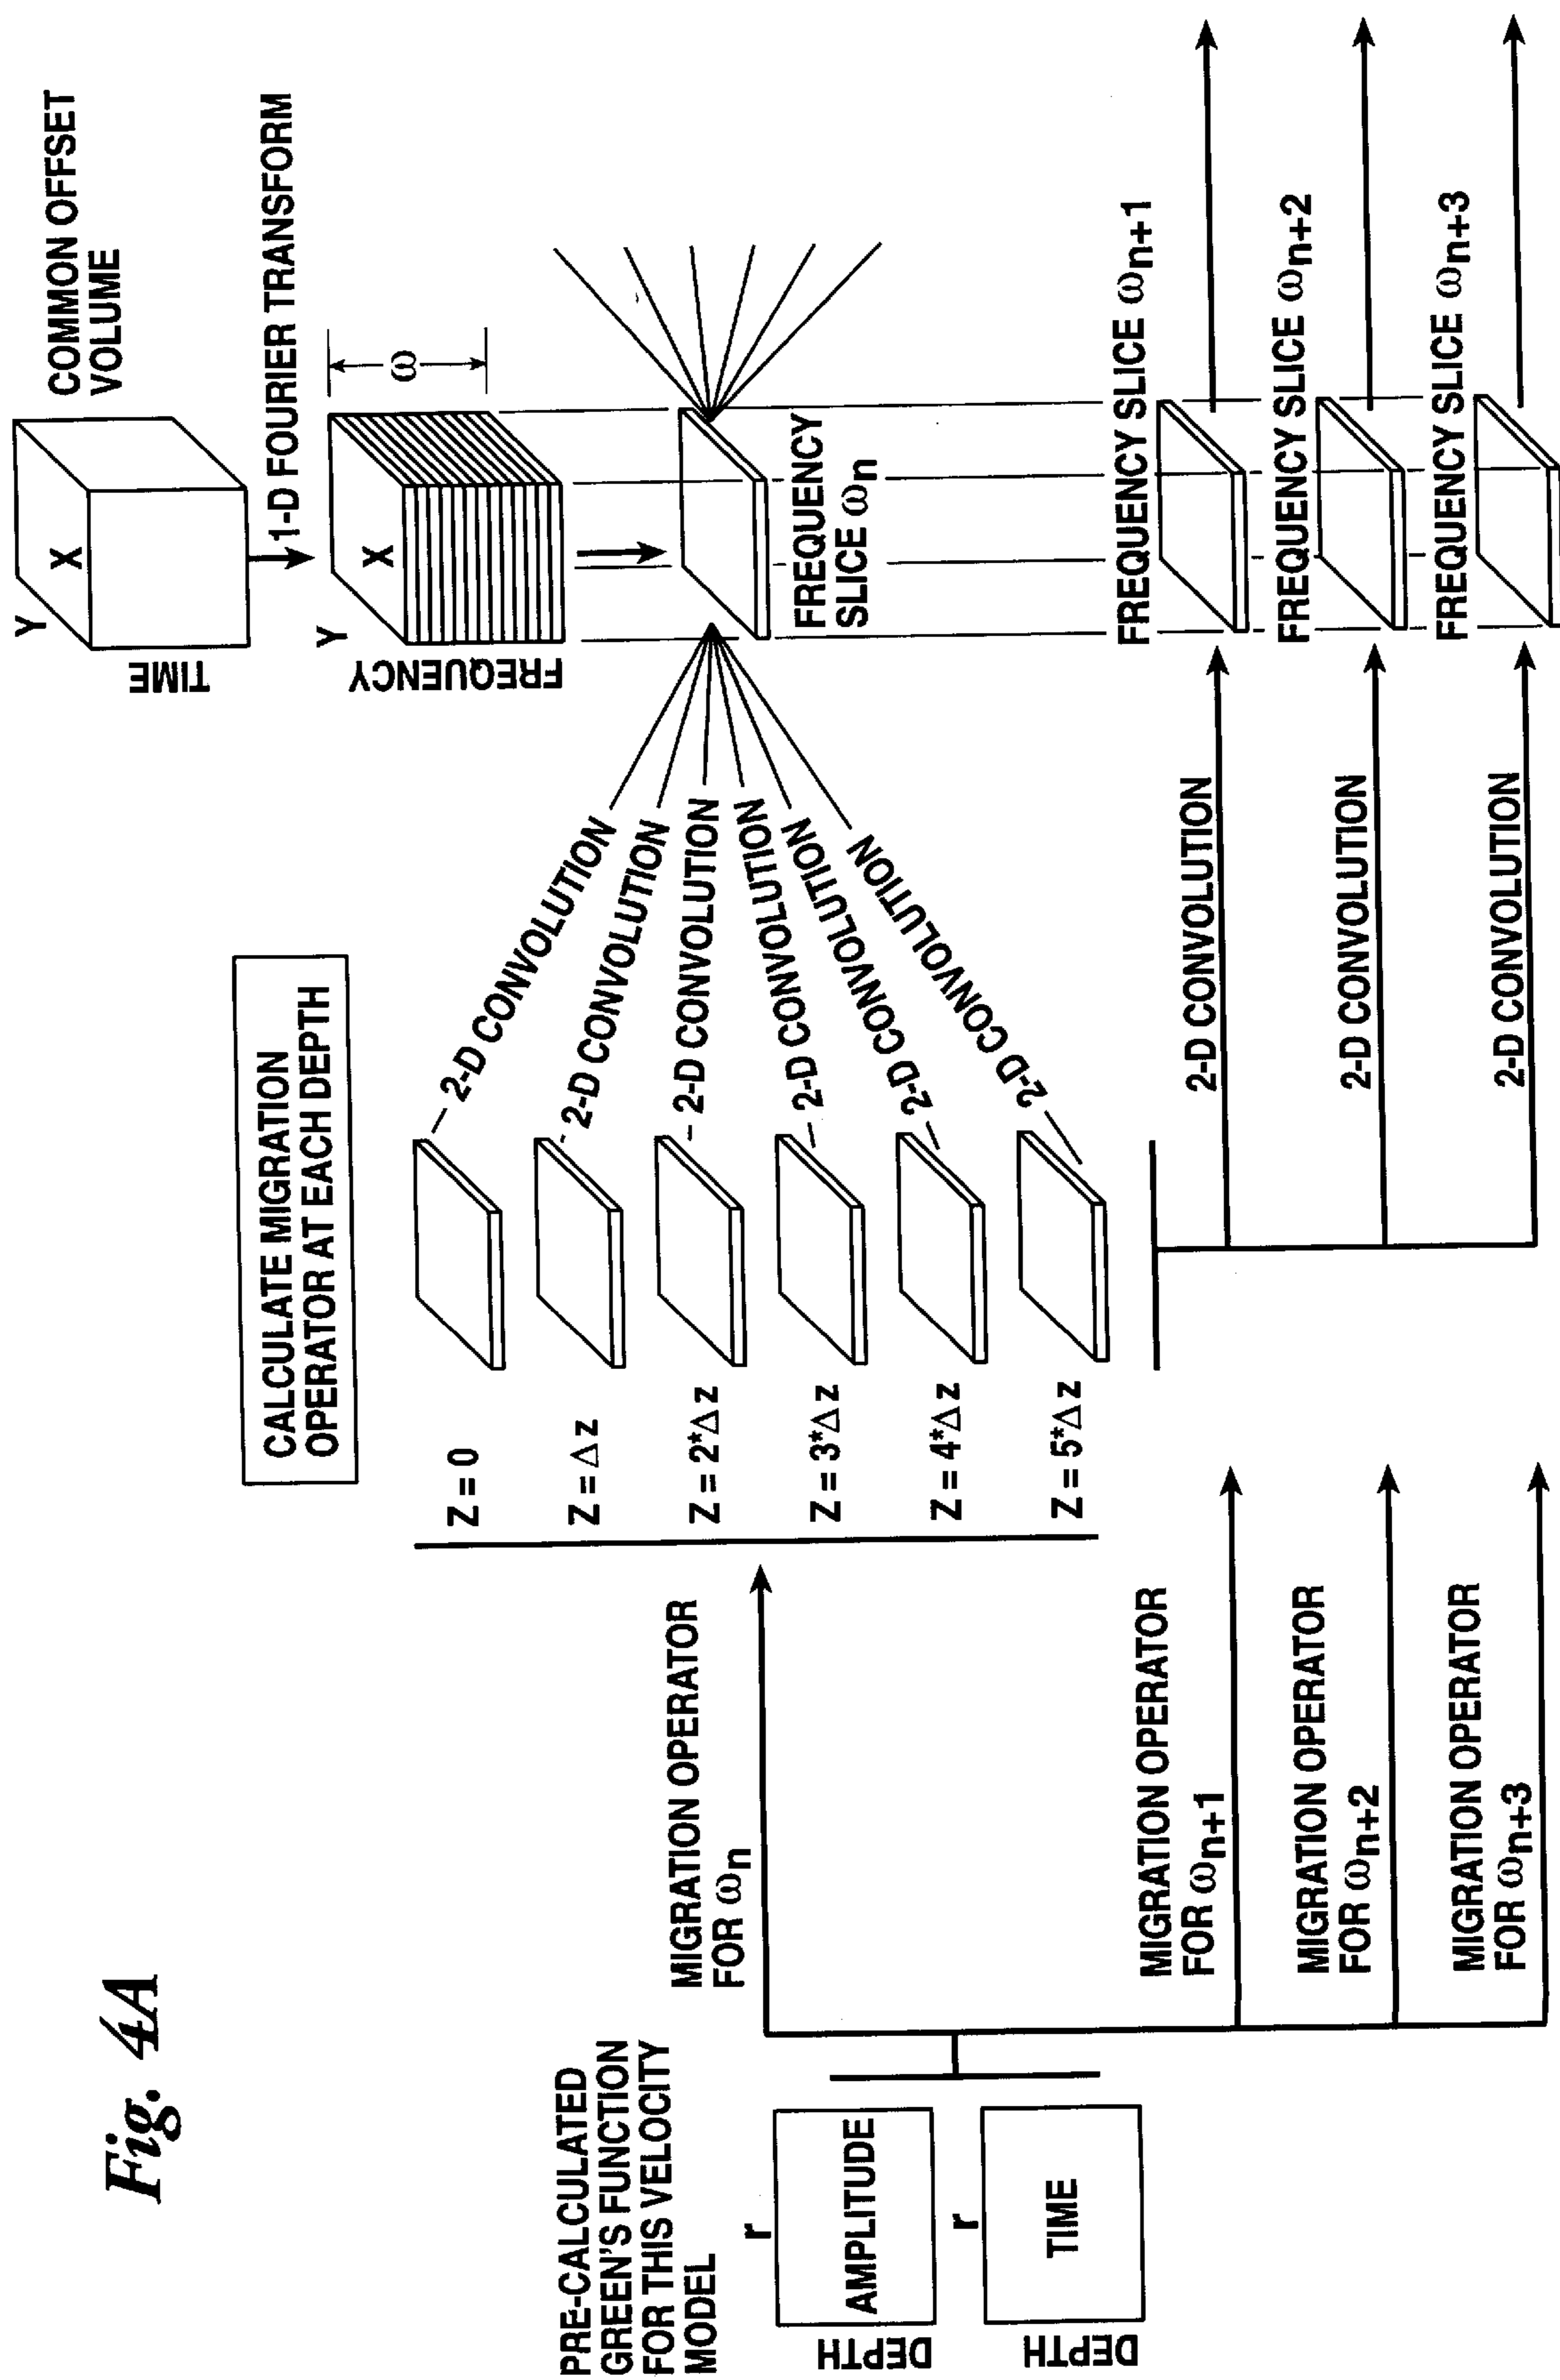 Fig. 4A
PRE-CALCULATED
GREEN'S FUNCTION
FOR THIS VELOCITY
MODEL
r
DEPTH
AMPLITUDE
r
DEPTH
TIME
MIGRATION OPERATOR
FOR ωn
MIGRATION OPERATOR
FOR ωn+1
MIGRATION OPERATOR
FOR ωn+2
MIGRATION OPERATOR
FOR ωn+3
CALCULATE MIGRATION
OPERATOR AT EACH DEPTH
Z = 0
Z = Δz
Z = 2*Δz
Z = 3*Δz
Z = 4*Δz
Z = 5*Δz
2-D CONVOLUTION
2-D CONVOLUTION
2-D CONVOLUTION
2-D CONVOLUTION
2-D CONVOLUTION
2-D CONVOLUTION
2-D CONVOLUTION
2-D CONVOLUTION
2-D CONVOLUTION
COMMON OFFSET
VOLUME
Y
X
TIME
1-D FOURIER TRANSFORM
Y
X
FREQUENCY
ω
FREQUENCY
SLICE ωn
FREQUENCY SLICE ωn+1
FREQUENCY SLICE ωn+2
FREQUENCY SLICE ωn+3